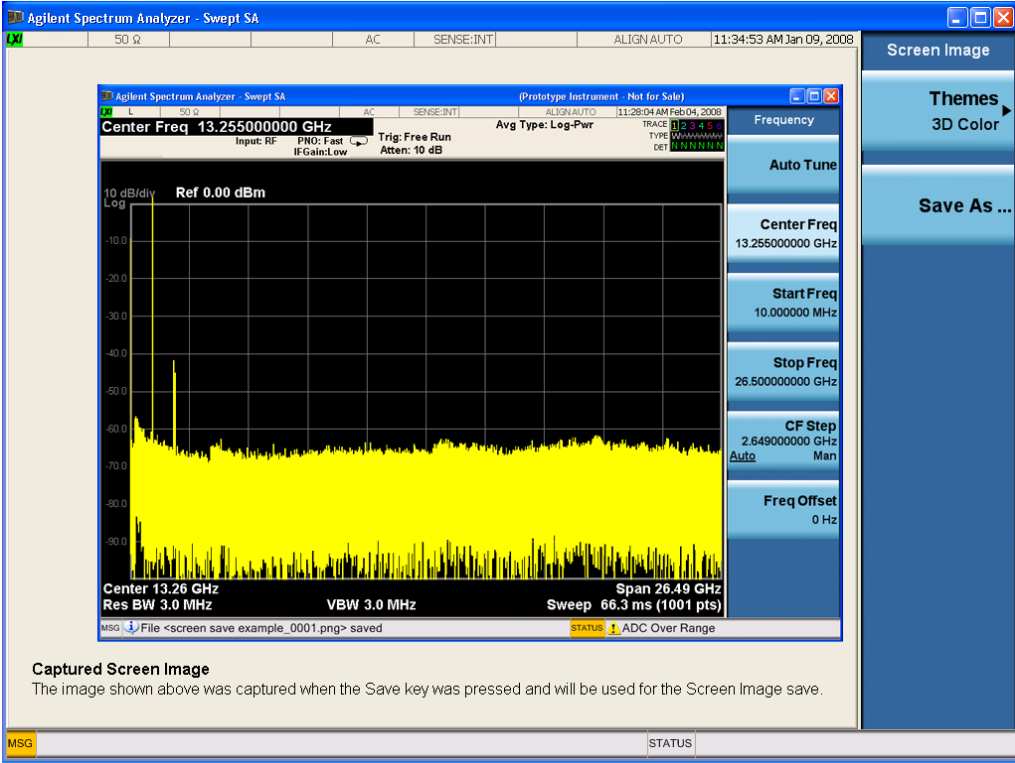 Agilent Spectrum Analyzer - Swept SA
LXI 50 Ω AC SENSE:INT ALIGN AUTO 11:34:53 AM Jan 09, 2008
Screen Image
Themes
3D Color
Save As ...
Agilent Spectrum Analyzer - Swept SA (Prototype Instrument - Not for Sale)
LXI L 50 Ω AC SENSE:INT ALIGN AUTO 11:28:04 AM Feb 04, 2008
Center Freq 13.255000000 GHz
Input: RF PNO: Fast
IFGain:Low
Trig: Free Run
Atten: 10 dB
Avg Type: Log-Pwr
TRACE 1 2 3 4 5 6
TYPE WWWWWW
DET N N N N N N
10 dB/div Ref 0.00 dBm
Log
-10.0
-20.0
-30.0
-40.0
-50.0
-60.0
-70.0
-80.0
-90.0
Center 13.26 GHz Span 26.49 GHz
Res BW 3.0 MHz VBW 3.0 MHz Sweep 66.3 ms (1001 pts)
MSG File <screen save example_0001.png> saved STATUS ADC Over Range
Frequency
Auto Tune
Center Freq
13.255000000 GHz
Start Freq
10.000000 MHz
Stop Freq
26.500000000 GHz
CF Step
2.649000000 GHz
Auto Man
Freq Offset
0 Hz
Captured Screen Image
The image shown above was captured when the Save key was pressed and will be used for the Screen Image save.
MSG STATUS